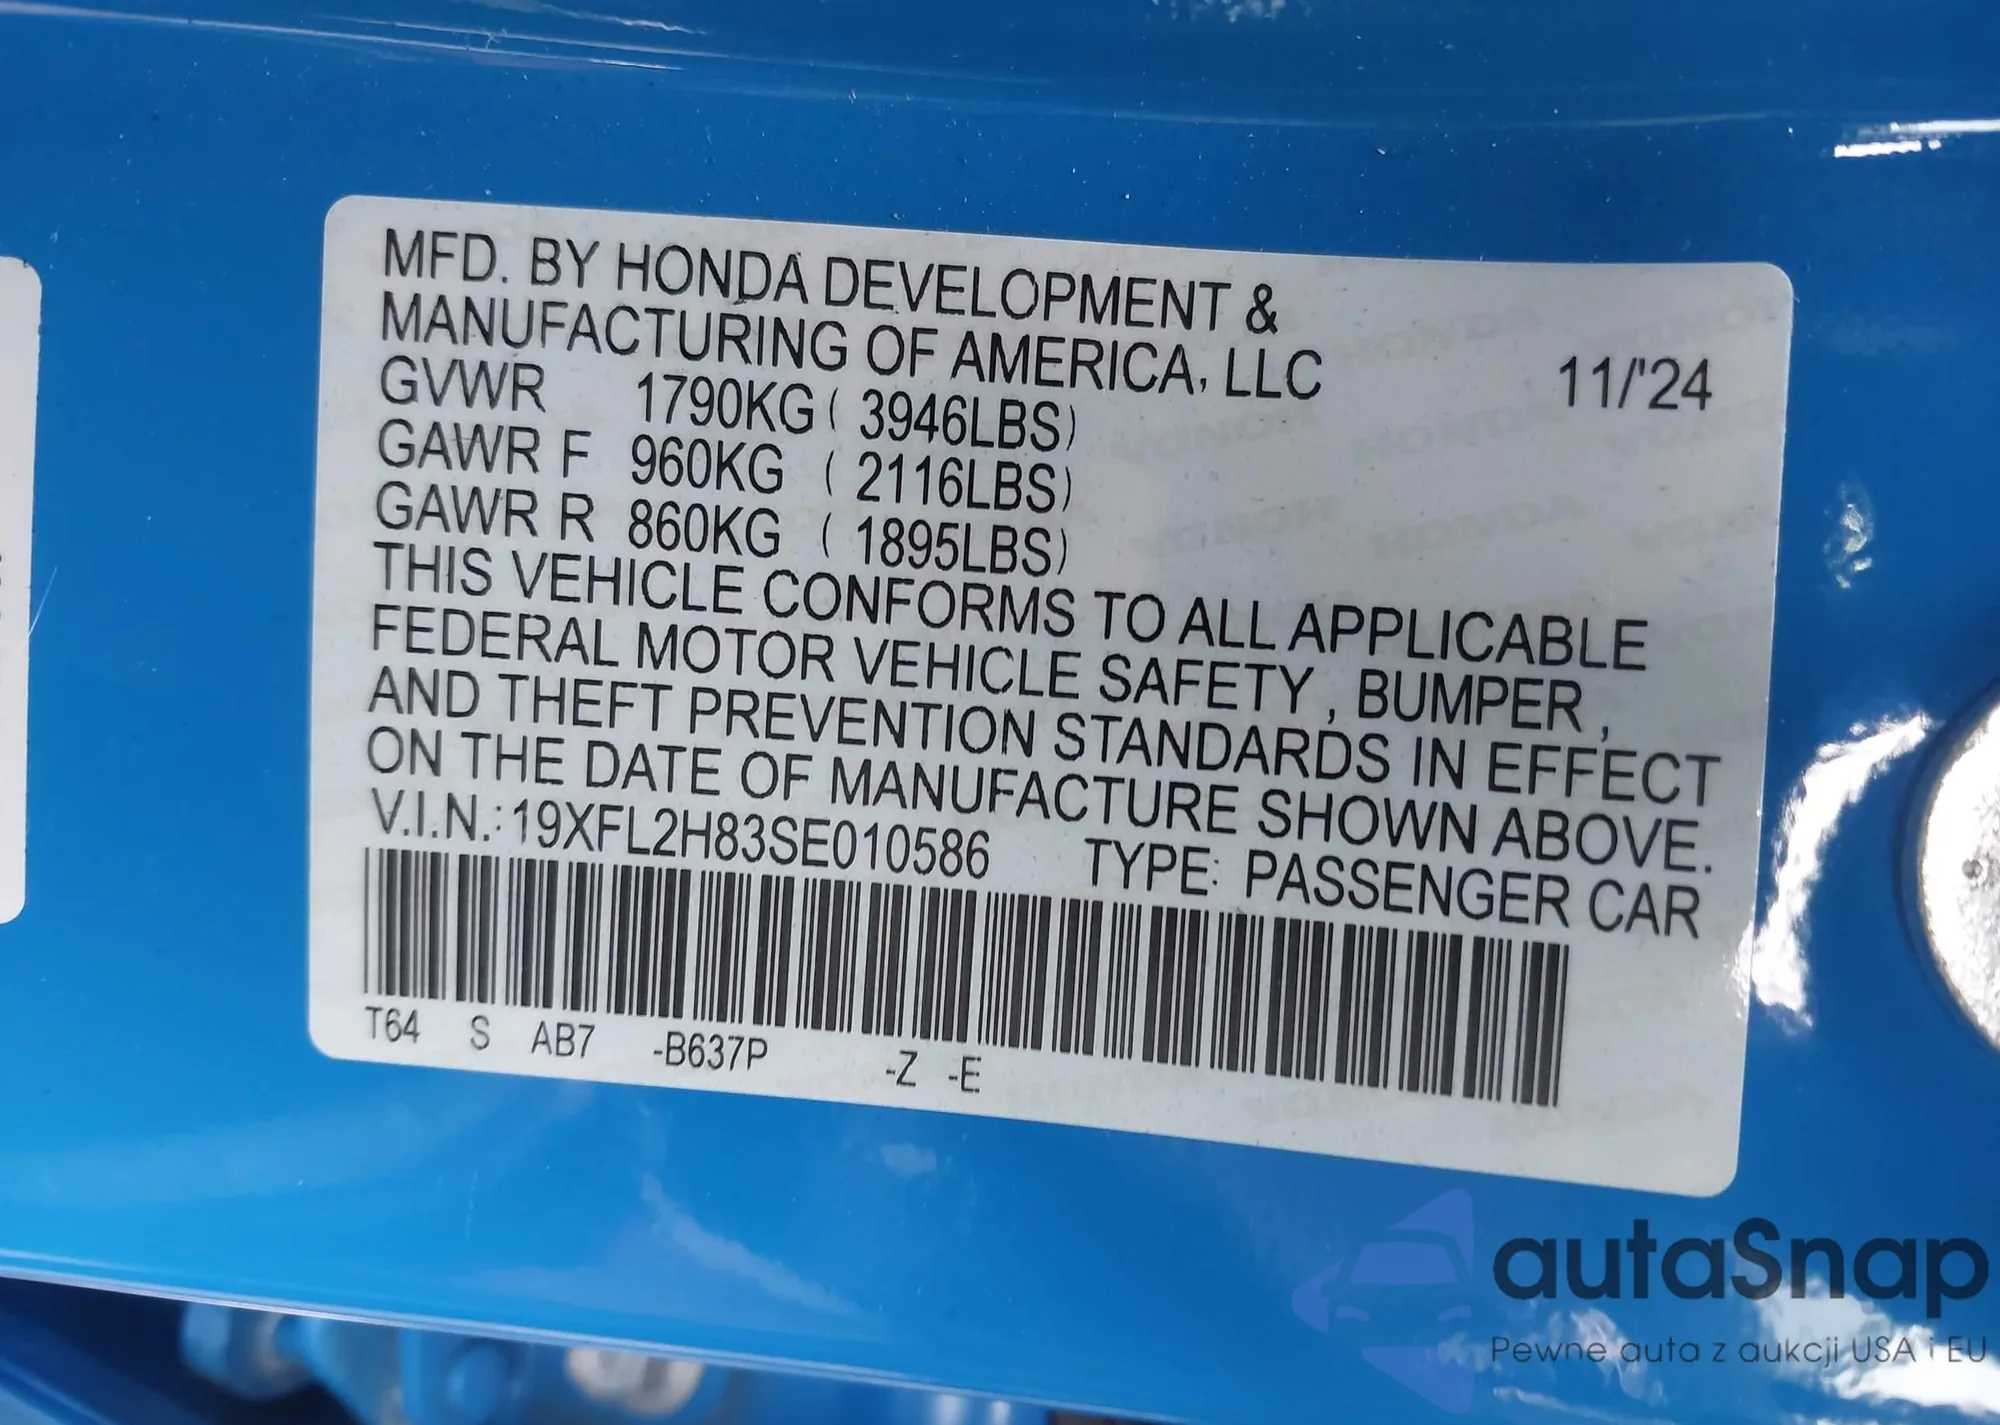 MFD. BY HONDA DEVELOPMENT &
MANUFACTURING OF AMERICA, LLC 11/'24
GVWR 1790KG ( 3946LBS)
GAWR F 960KG ( 2116LBS)
GAWR R 860KG ( 1895LBS)
THIS VEHICLE CONFORMS TO ALL APPLICABLE
FEDERAL MOTOR VEHICLE SAFETY , BUMPER ,
AND THEFT PREVENTION STANDARDS IN EFFECT
ON THE DATE OF MANUFACTURE SHOWN ABOVE.
V.I.N.: 19XFL2H83SE010586 TYPE: PASSENGER CAR
T64 S AB7 -B637P -Z -E
autaSnap
Pewne auta z aukcji USA i EU